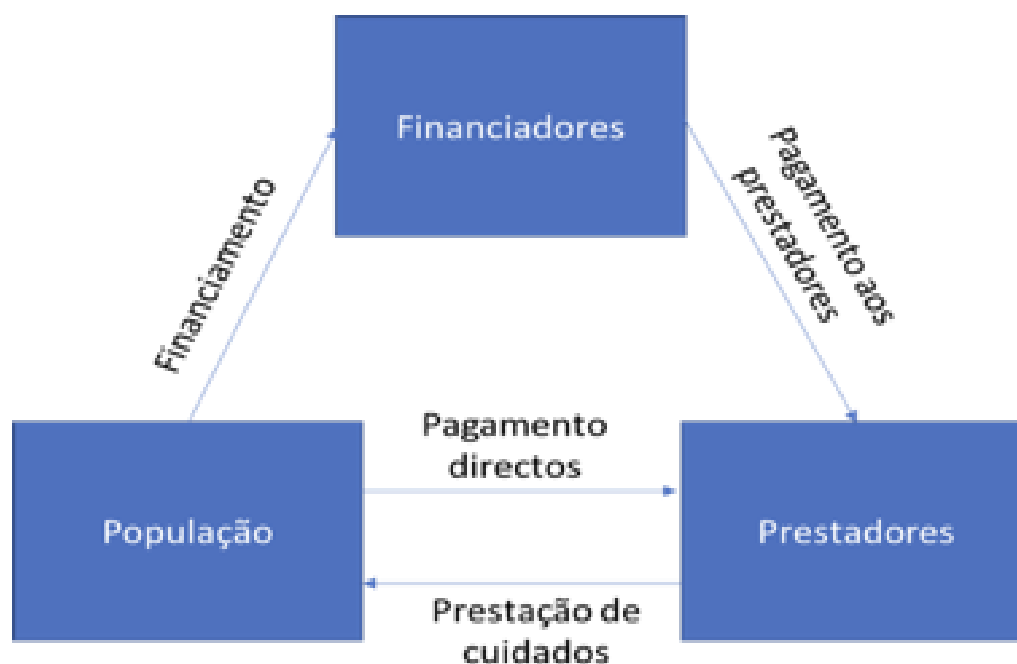 Financiadores
Financiamento
Pagamento aos
prestadores
Pagamento
directos
População
Prestadores
Prestação de
cuidados